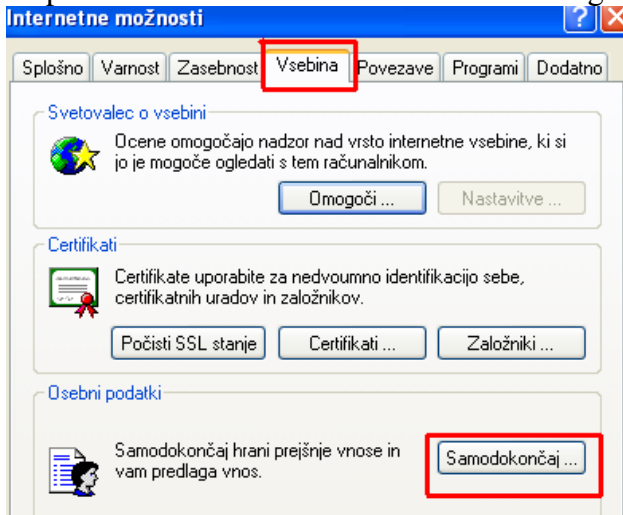 Internetne možnosti
Splošno Varnost Zasebnost Vsebina Povezave Programi Dodatno
Svetovalec o vsebini
Ocene omogočajo nadzor nad vrsto internetne vsebine, ki si
jo je mogoče ogledati s tem računalnikom.
Omogoči ... Nastavitve ...
Certifikati
Certifikate uporabite za nedvoumno identifikacijo sebe,
certifikatnih uradov in založnikov.
Počisti SSL stanje Certifikati ... Založniki ...
Osebni podatki
Samodokončaj hrani prejšnje vnose in
vam predlaga vnos.
Samodokončaj ...